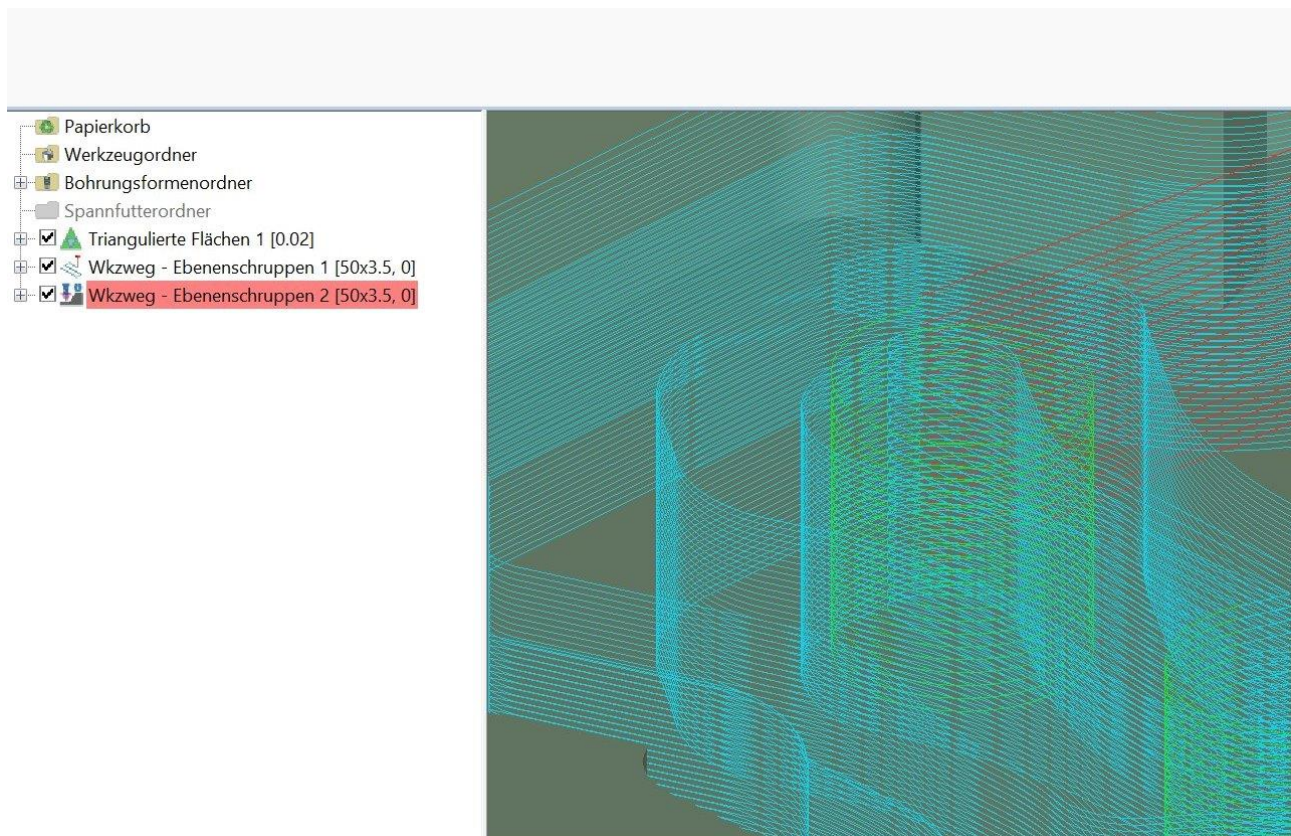 Papierkorb
Werkzeugordner
Bohrungsformenordner
Spannfutterordner
Triangulierte Flächen 1 [0.02]
Wkzweg - Ebenenschruppen 1 [50x3.5, 0]
Wkzweg - Ebenenschruppen 2 [50x3.5, 0]